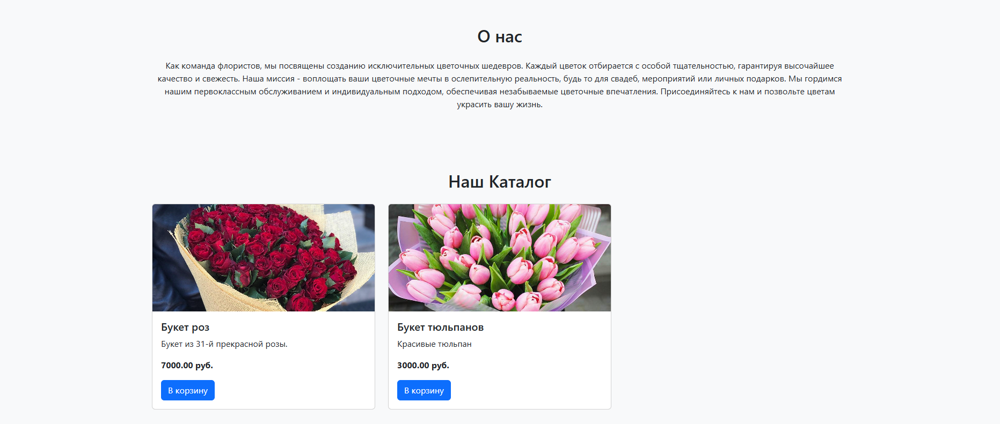 О нас
Как команда флористов, мы посвящены созданию исключительных цветочных шедевров. Каждый цветок отбирается с особой тщательностью, гарантируя высочайшее
качество и свежесть. Наша миссия - воплощать ваши цветочные мечты в ослепительную реальность, будь то для свадеб, мероприятий или личных подарков. Мы гордимся
нашим первоклассным обслуживанием и индивидуальным подходом, обеспечивая незабываемые цветочные впечатления. Присоединяйтесь к нам и позвольте цветам
украсить вашу жизнь.
Наш Каталог
Букет роз
Букет из 31-й прекрасной розы.
7000.00 руб.
В корзину
Букет тюльпанов
Красивые тюльпан
3000.00 руб.
В корзину